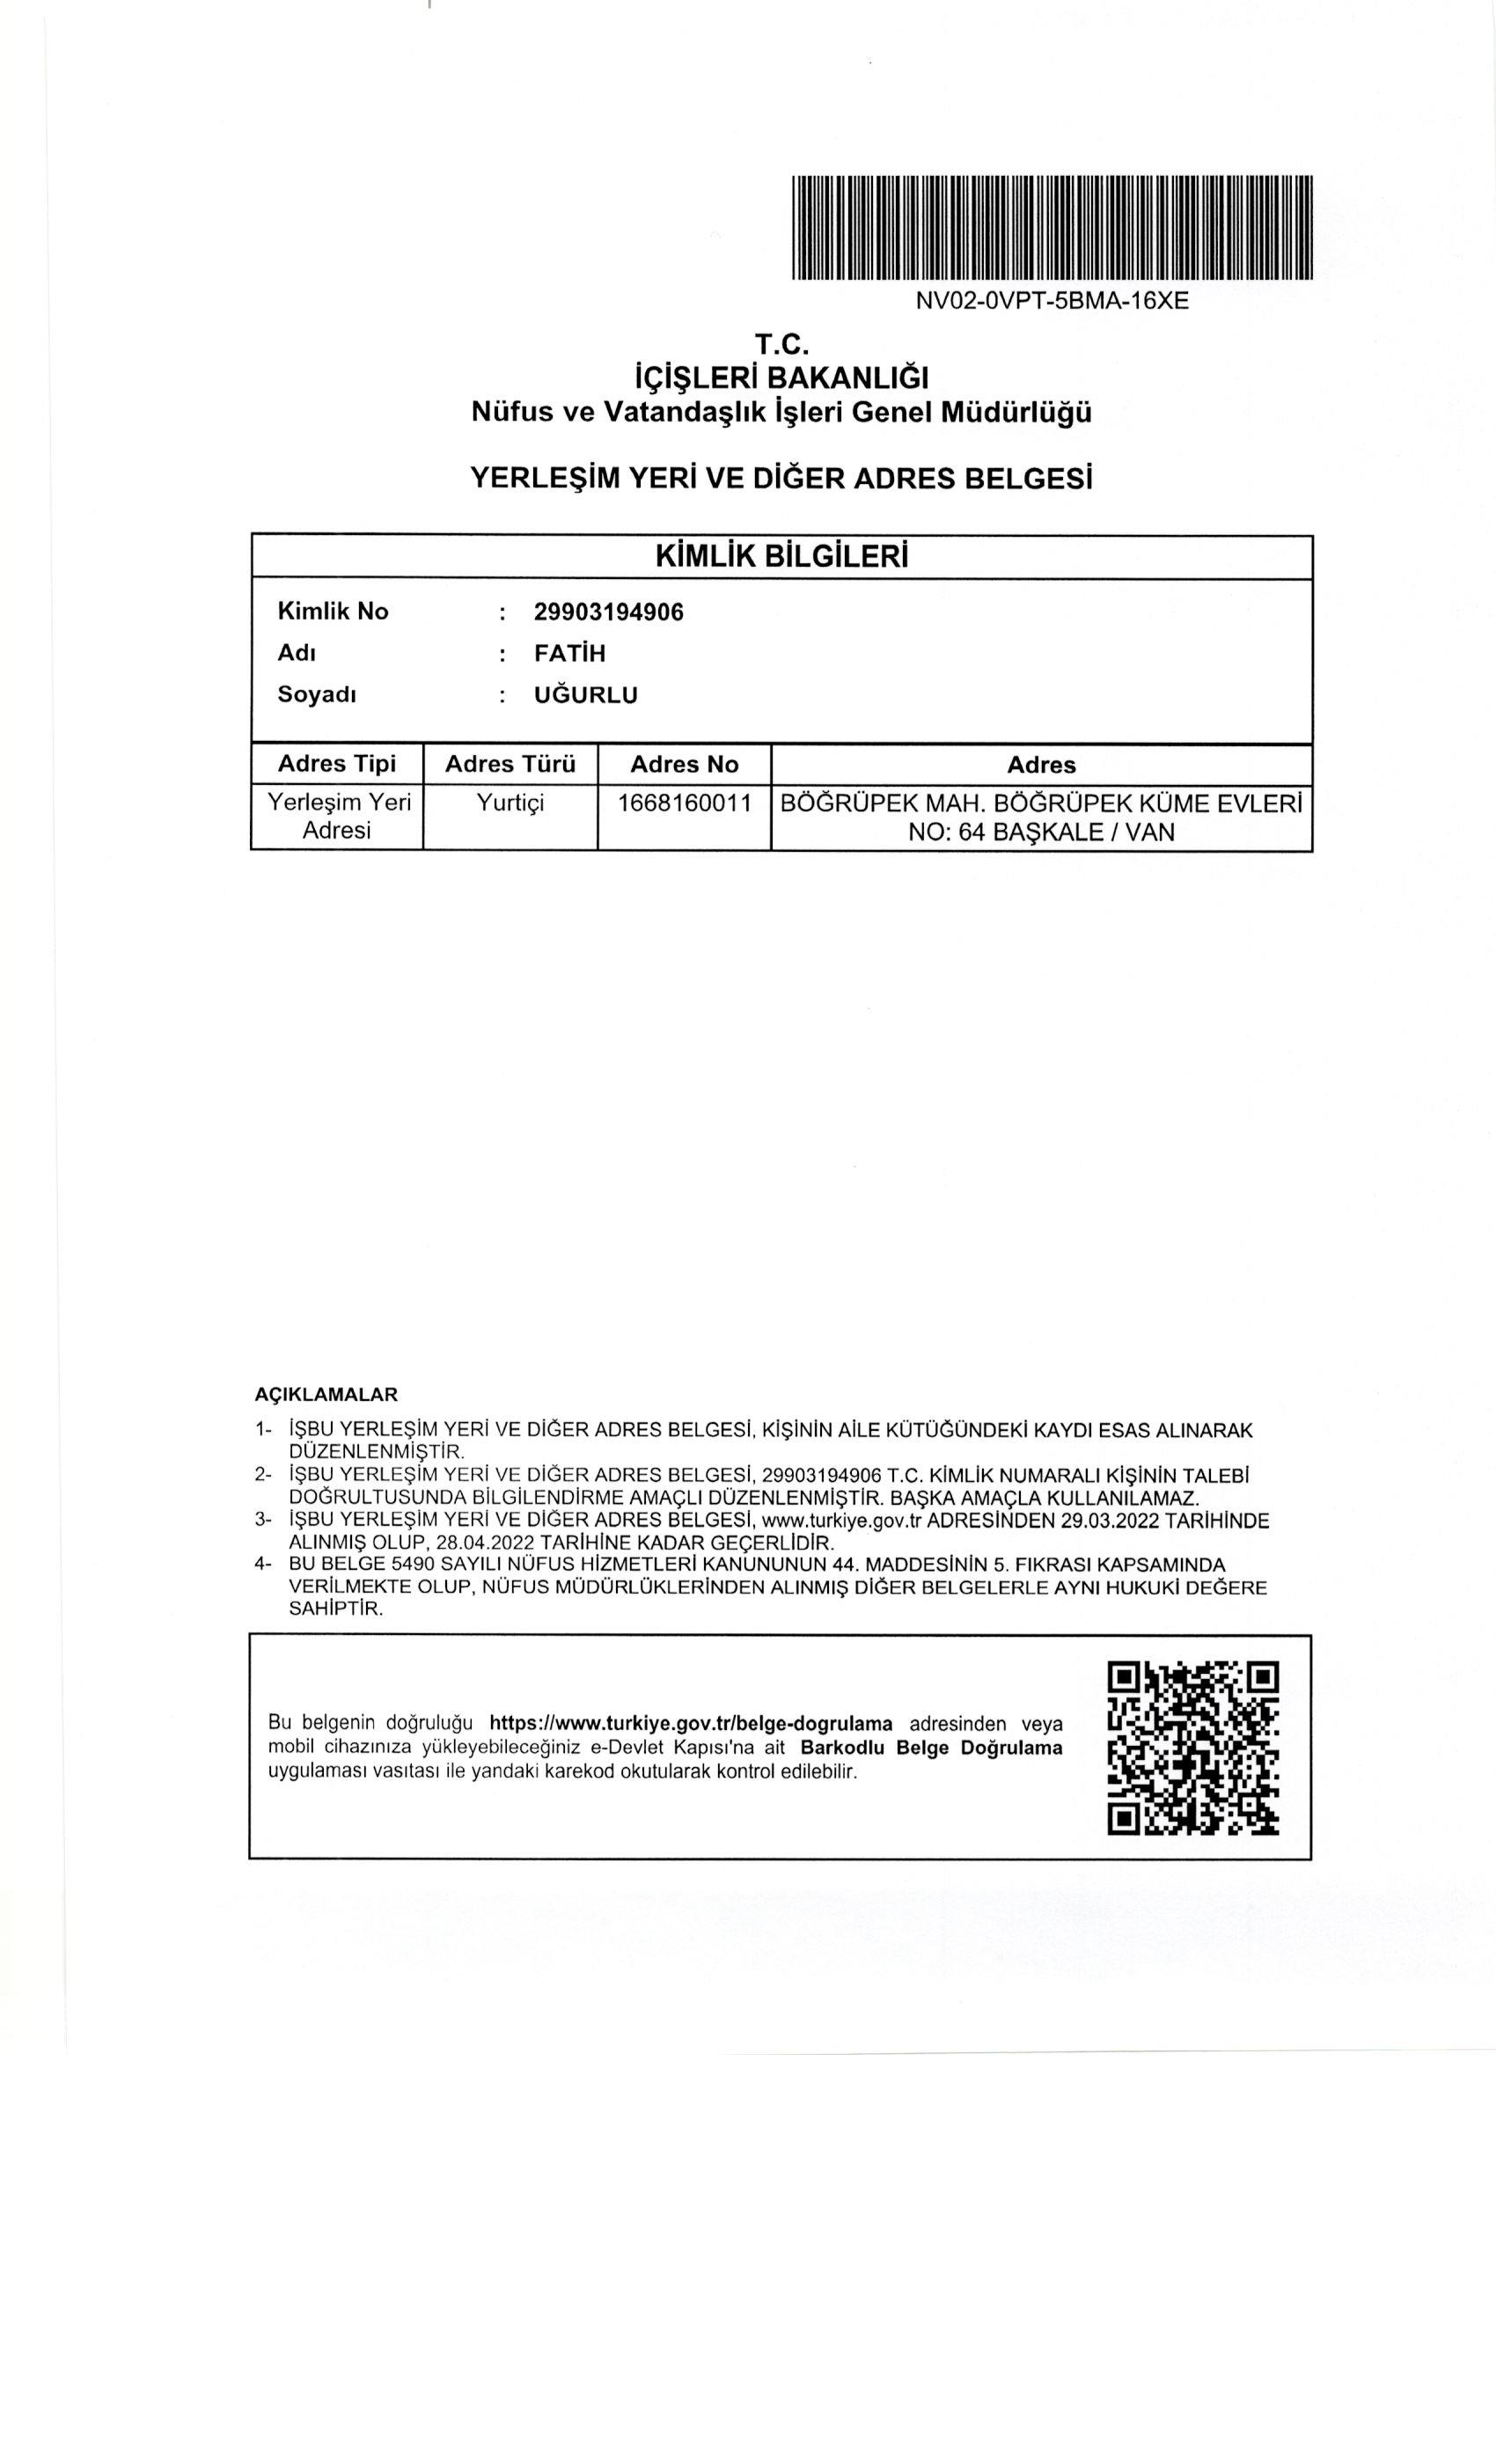 NV02-0VPT-5BMA-16XE
T.C.
İÇİŞLERİ BAKANLIĞI
Nüfus ve Vatandaşlık İşleri Genel Müdürlüğü
YERLEŞİM YERİ VE DİĞER ADRES BELGESİ
KİMLİK BİLGİLERİ
Kimlik No : 29903194906
Adı : FATİH
Soyadı : UĞURLU
Adres Tipi Adres Türü Adres No Adres
Yerleşim Yeri Yurtiçi 1668160011 BÖĞRÜPEK MAH. BÖĞRÜPEK KÜME EVLERİ
Adresi NO: 64 BAŞKALE / VAN
AÇIKLAMALAR
1- İŞBU YERLEŞİM YERİ VE DİĞER ADRES BELGESİ, KİŞİNİN AİLE KÜTÜĞÜNDEKİ KAYDI ESAS ALINARAK
DÜZENLENMİŞTİR.
2- İŞBU YERLEŞİM YERİ VE DİĞER ADRES BELGESİ, 29903194906 T.C. KİMLİK NUMARALI KİŞİNİN TALEBİ
DOĞRULTUSUNDA BİLGİLENDİRME AMAÇLI DÜZENLENMİŞTİR. BAŞKA AMAÇLA KULLANILAMAZ.
3- İŞBU YERLEŞİM YERİ VE DİĞER ADRES BELGESİ, www.turkiye.gov.tr ADRESİNDEN 29.03.2022 TARİHİNDE
ALINMIŞ OLUP, 28.04.2022 TARİHİNE KADAR GEÇERLİDİR.
4- BU BELGE 5490 SAYILI NÜFUS HİZMETLERİ KANUNUNUN 44. MADDESİNİN 5. FIKRASI KAPSAMINDA
VERİLMEKTE OLUP, NÜFUS MÜDÜRLÜKLERİNDEN ALINMIŞ DİĞER BELGELERLE AYNI HUKUKİ DEĞERE
SAHİPTİR.
Bu belgenin doğruluğu https://www.turkiye.gov.tr/belge-dogrulama adresinden veya
mobil cihazınıza yükleyebileceğiniz e-Devlet Kapısı'na ait Barkodlu Belge Doğrulama
uygulaması vasıtası ile yandaki karekod okutularak kontrol edilebilir.